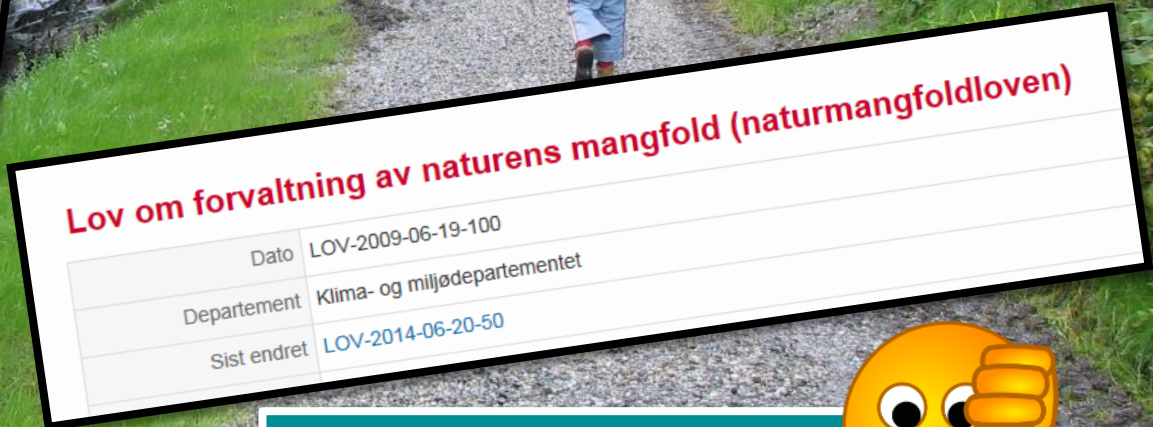 Lov om forvaltning av naturens mangfold (naturmangfoldloven)
Dato LOV-2009-06-19-100
Departement Klima- og miljødepartementet
Sist endret LOV-2014-06-20-50